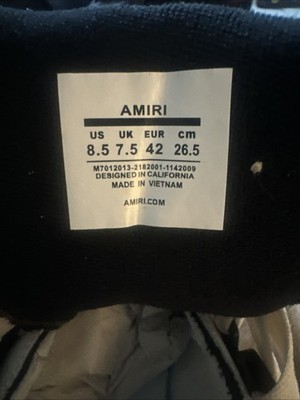 AMIRI
US UK EUR cm
8.5 7.5 42 26.5
M7012013-2182001-1142009
DESIGNED IN CALIFORNIA
MADE IN VIETNAM
AMIRI.COM